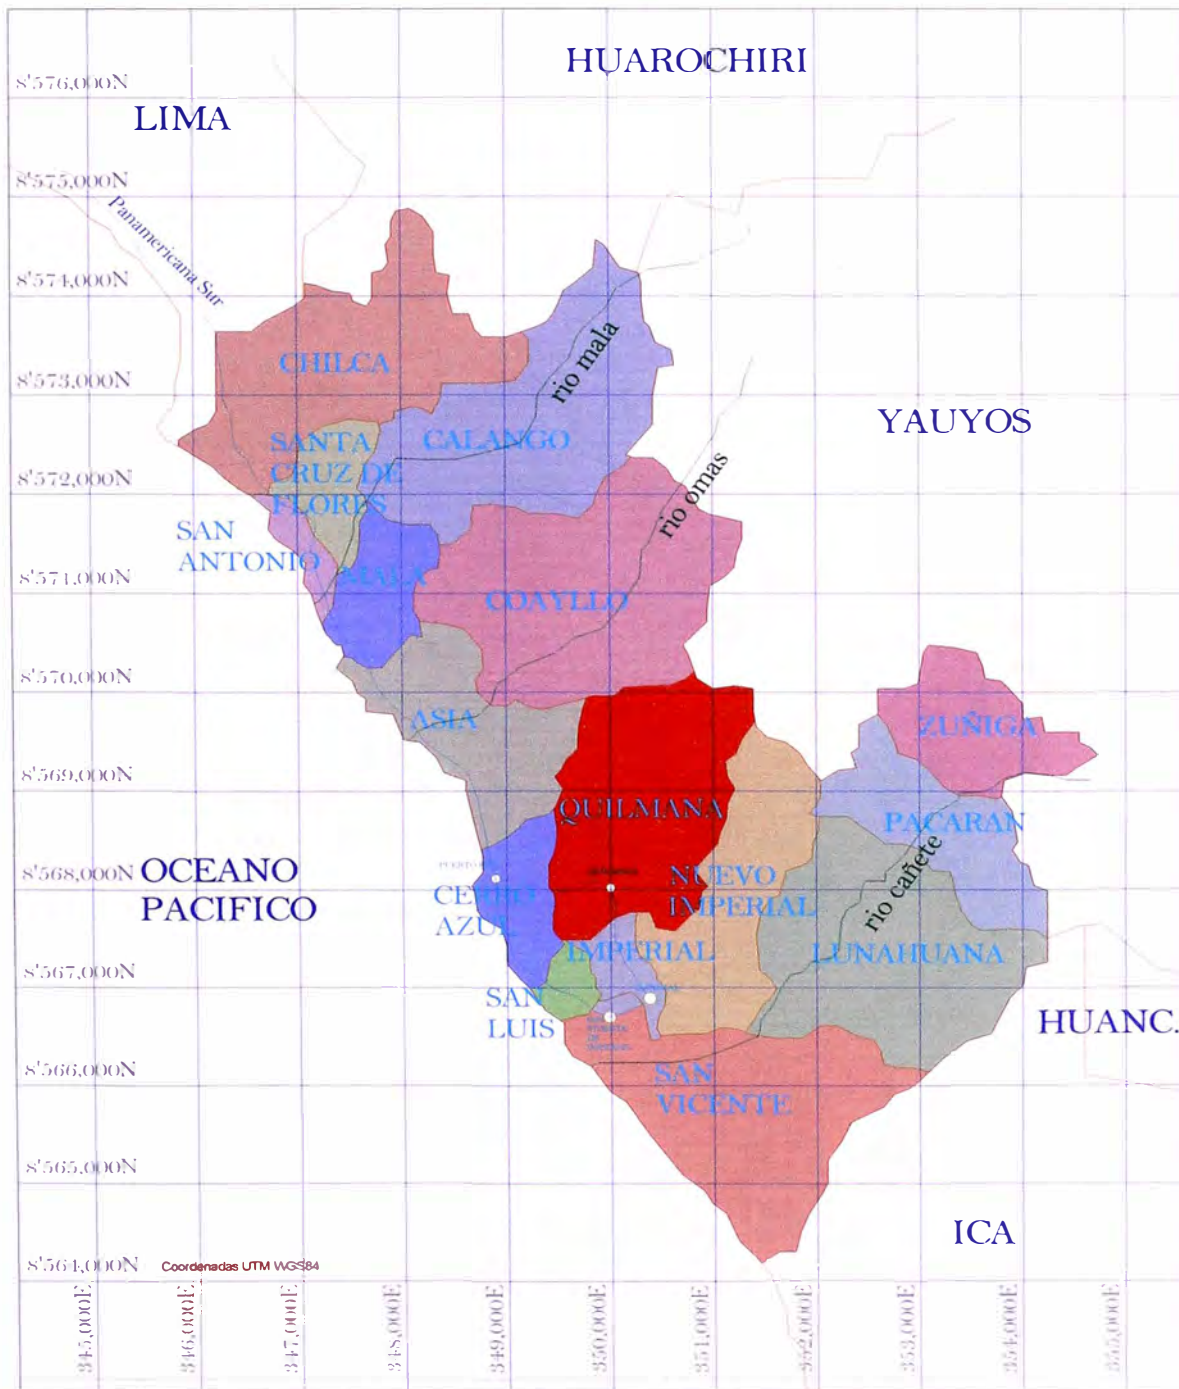 HUAROCHIRI
8'576,000N
LIMA
8'575,000N
Panamericana Sur
8'574,000N
rio mala
CHILCA
8'573,000N
YAUYOS
SANTA
CRUZ DE
FLORES
CALANGO
8'572,000N
rio omas
SAN
ANTONIO
MALA
8'571,000N
COAYLLO
8'570,000N
ASIA
ZUÑIGA
8'569,000N
QUILMANA
PACARAN
OCEANO
PACIFICO
8'568,000N
CERRO
AZUL
NUEVO
IMPERIAL
rio cañete
IMPERIAL
LUNAHUANA
8'567,000N
SAN
LUIS
HUANC.
8'566,000N
SAN
VICENTE
8'565,000N
ICA
8'564,000N
Coordenadas UTM WGS84
345,000E
346,000E
347,000E
348,000E
349,000E
350,000E
351,000E
352,000E
353,000E
354,000E
355,000E